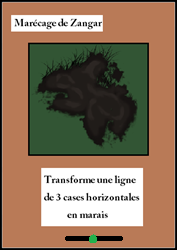 Marécage de Zangar
Transforme une ligne
de 3 cases horizontales
en marais